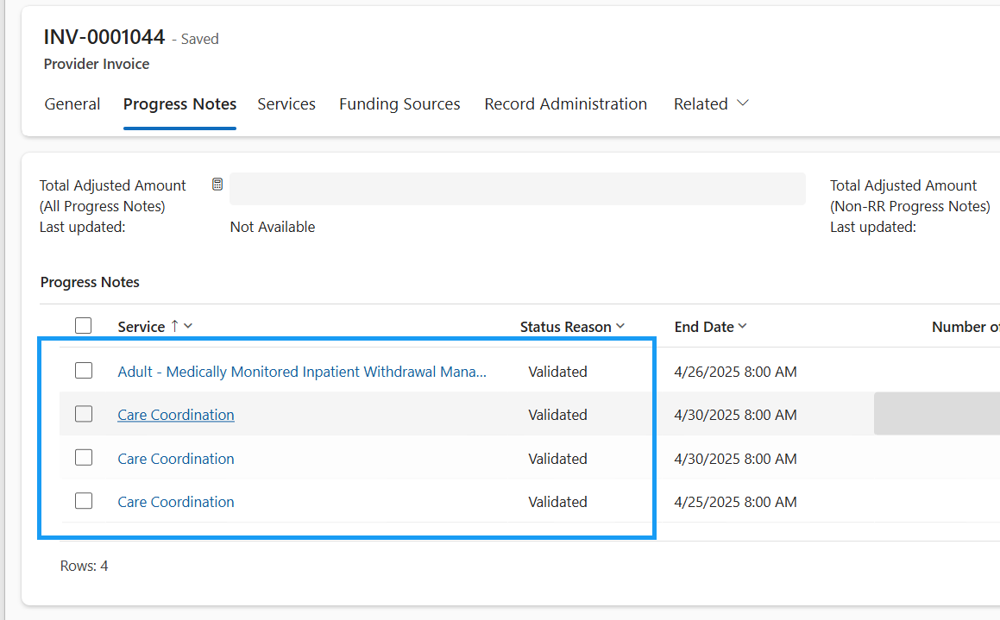 INV-0001044 - Saved
Provider Invoice
General Progress Notes Services Funding Sources Record Administration Related
Total Adjusted Amount
(All Progress Notes)
Last updated:
Not Available
Total Adjusted Amount
(Non-RR Progress Notes)
Last updated:
Progress Notes
Service ↑ Status Reason End Date Number of
Adult - Medically Monitored Inpatient Withdrawal Mana... Validated 4/26/2025 8:00 AM
Care Coordination Validated 4/30/2025 8:00 AM
Care Coordination Validated 4/30/2025 8:00 AM
Care Coordination Validated 4/25/2025 8:00 AM
Rows: 4